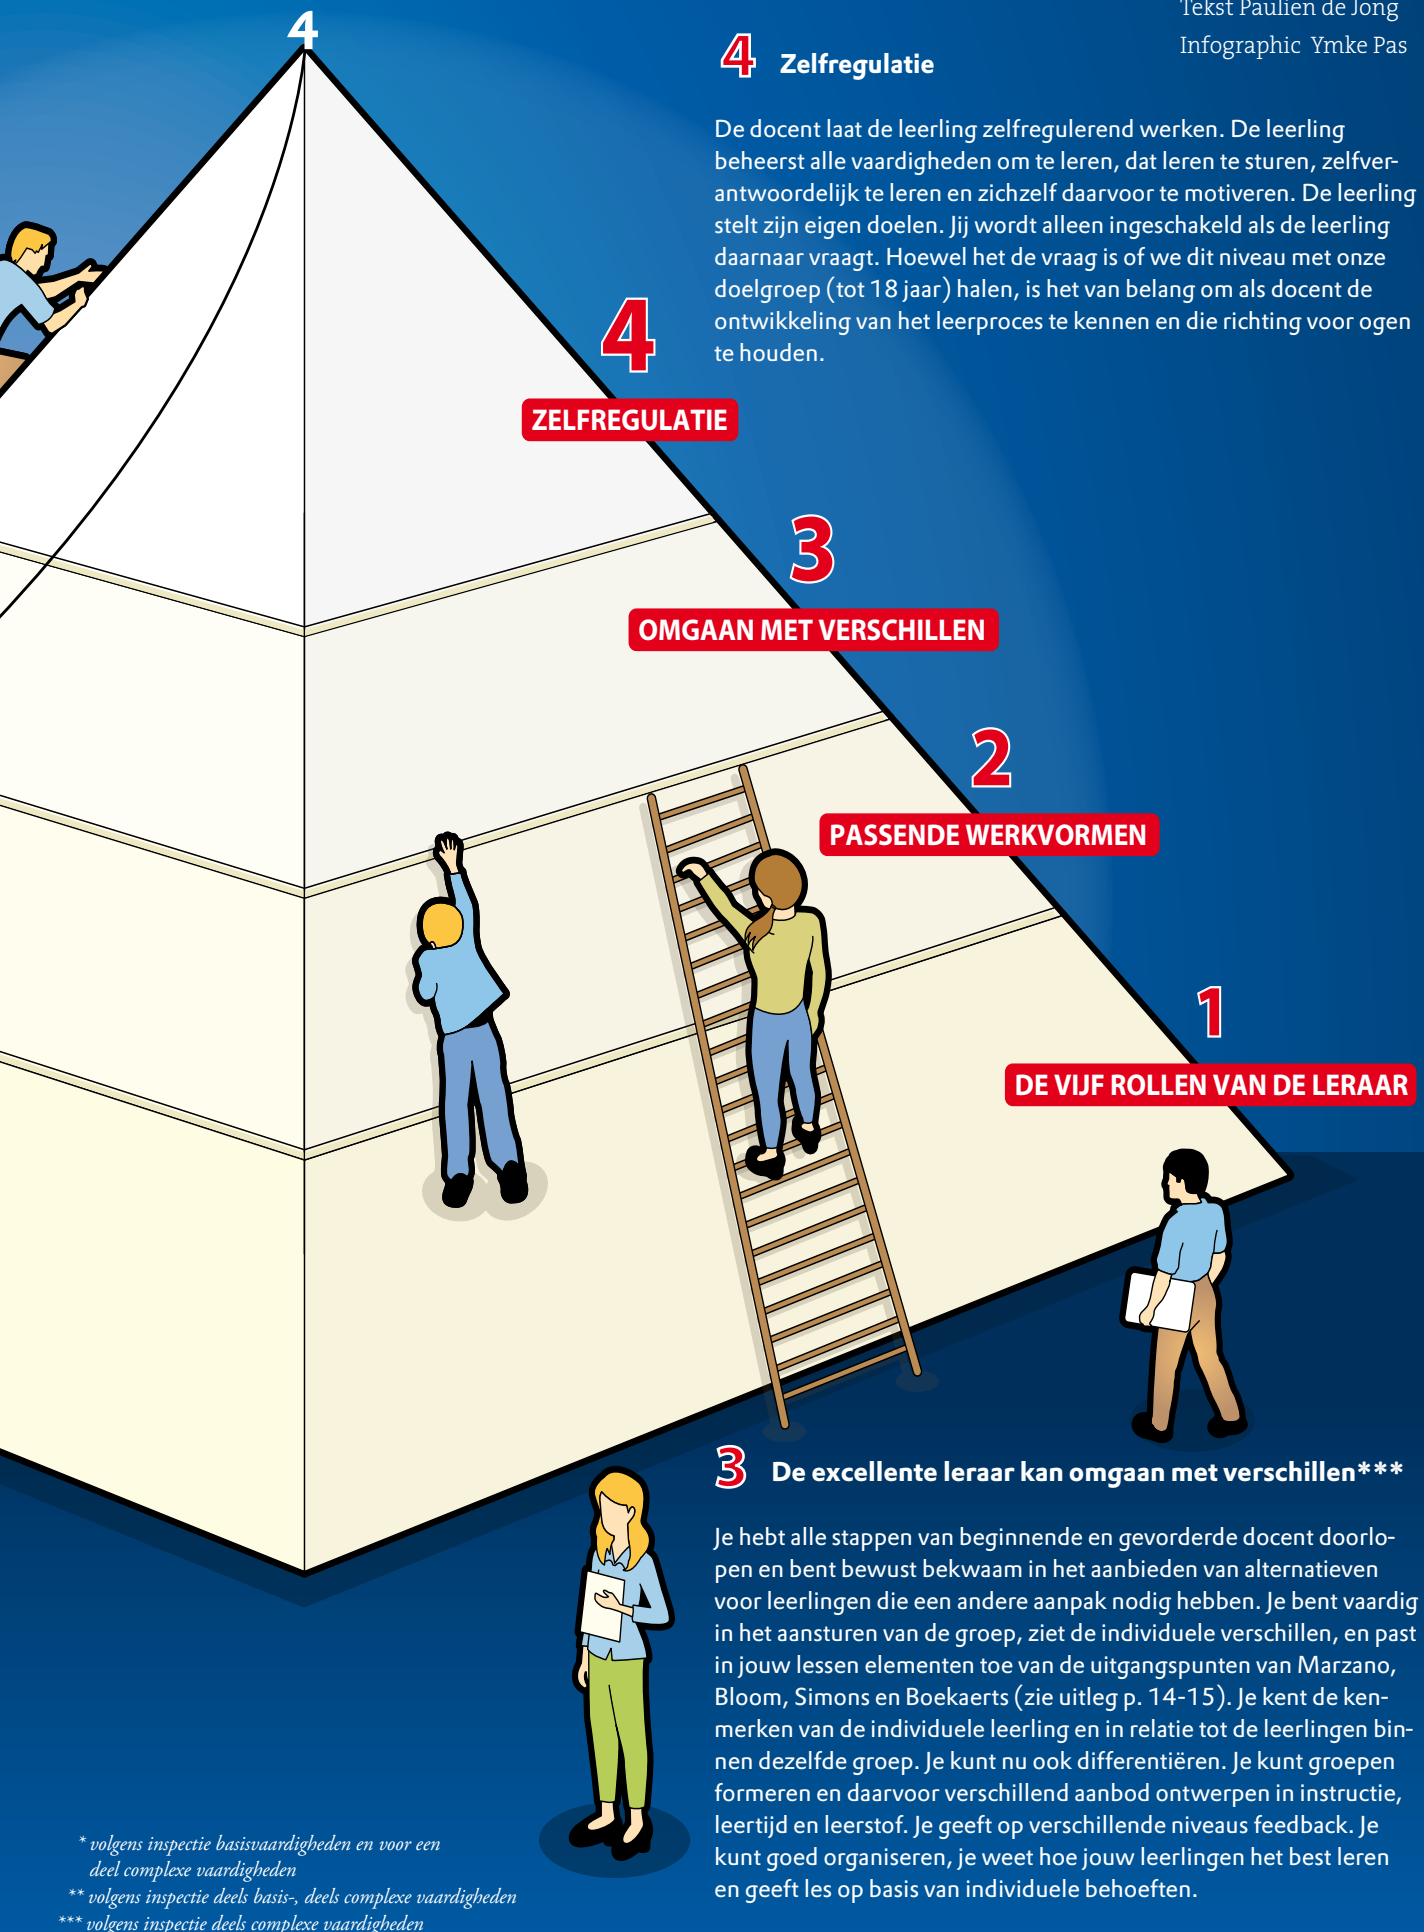 Tekst Paulien de Jong
Infographic Ymke Pas
4
4 Zelfregulatie
De docent laat de leerling zelfregulerend werken. De leerling
beheerst alle vaardigheden om te leren, dat leren te sturen, zelfver-
antwoordelijk te leren en zichzelf daarvoor te motiveren. De leerling
stelt zijn eigen doelen. Jij wordt alleen ingeschakeld als de leerling
daarnaar vraagt. Hoewel het de vraag is of we dit niveau met onze
doelgroep (tot 18 jaar) halen, is het van belang om als docent de
ontwikkeling van het leerproces te kennen en die richting voor ogen
te houden.
4
ZELFREGULATIE
3
OMGAAN MET VERSCHILLEN
2
PASSENDE WERKVORMEN
1
DE VIJF ROLLEN VAN DE LERAAR
3 De excellente leraar kan omgaan met verschillen***
Je hebt alle stappen van beginnende en gevorderde docent doorlo-
pen en bent bewust bekwaam in het aanbieden van alternatieven
voor leerlingen die een andere aanpak nodig hebben. Je bent vaardig
in het aansturen van de groep, ziet de individuele verschillen, en past
in jouw lessen elementen toe van de uitgangspunten van Marzano,
Bloom, Simons en Boekaerts (zie uitleg p. 14-15). Je kent de ken-
merken van de individuele leerling en in relatie tot de leerlingen bin-
nen dezelfde groep. Je kunt nu ook differentiëren. Je kunt groepen
formeren en daarvoor verschillend aanbod ontwerpen in instructie,
leertijd en leerstof. Je geeft op verschillende niveaus feedback. Je
kunt goed organiseren, je weet hoe jouw leerlingen het best leren
en geeft les op basis van individuele behoeften.
* volgens inspectie basisvaardigheden en voor een
deel complexe vaardigheden
** volgens inspectie deels basis-, deels complexe vaardigheden
*** volgens inspectie deels complexe vaardigheden